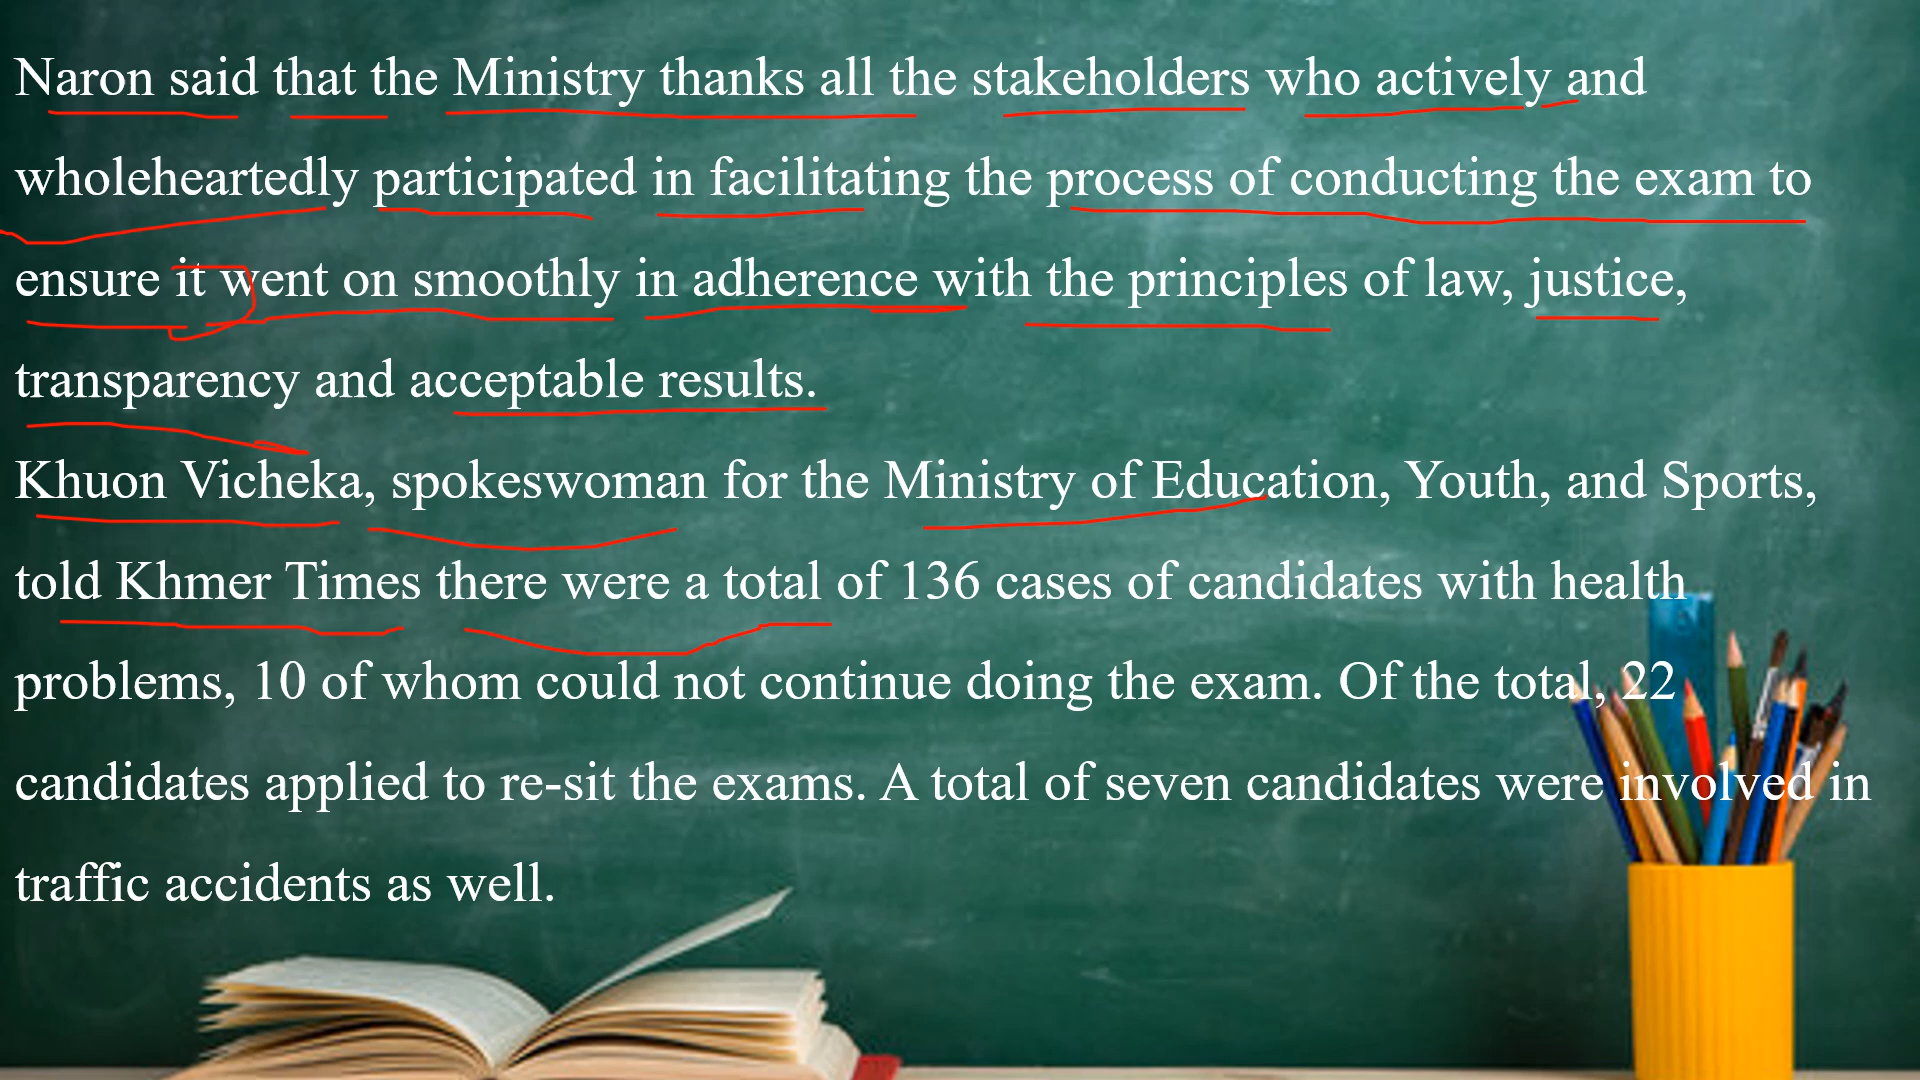 Naron said that the Ministry thanks all the stakeholders who actively and
wholeheartedly participated in facilitating the process of conducting the exam to
ensure it went on smoothly in adherence with the principles of law, justice,
transparency and acceptable results.
Khuon Vicheka, spokeswoman for the Ministry of Education, Youth, and Sports,
told Khmer Times there were a total of 136 cases of candidates with health
problems, 10 of whom could not continue doing the exam. Of the total, 22
candidates applied to re-sit the exams. A total of seven candidates were involved in
traffic accidents as well.